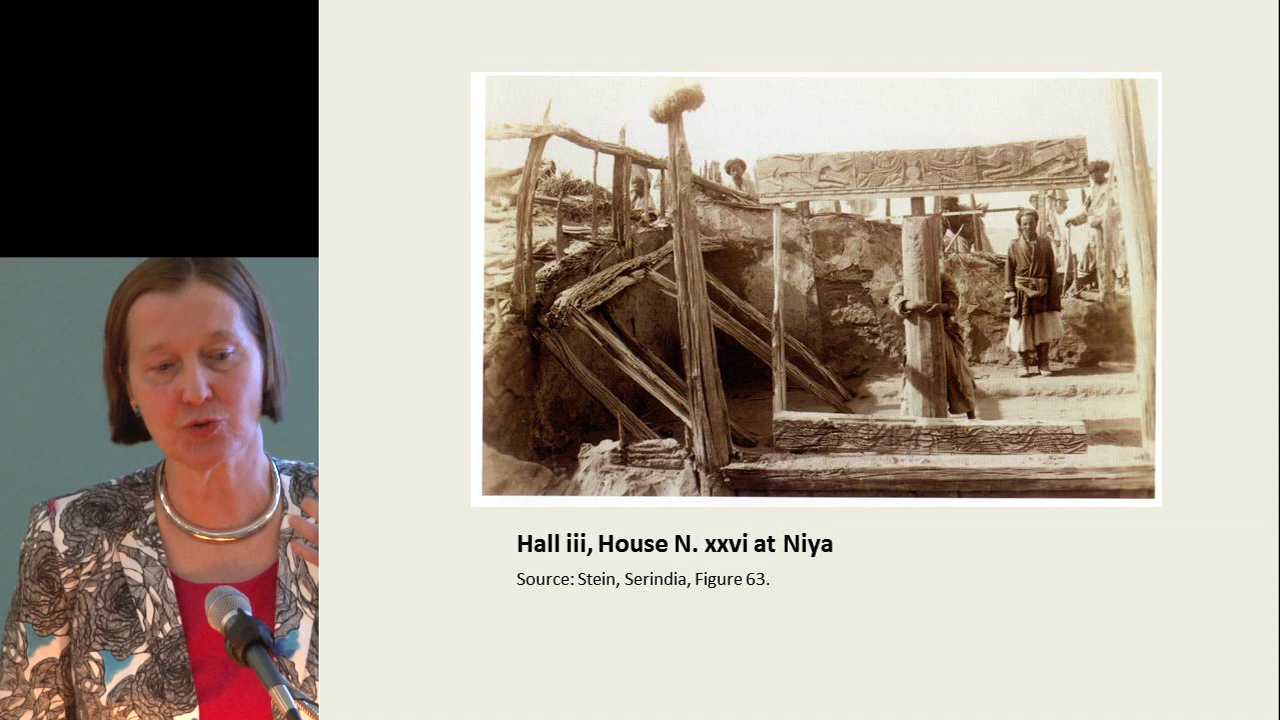 Hall iii, House N. xxvi at Niya
Source: Stein, Serindia, Figure 63.